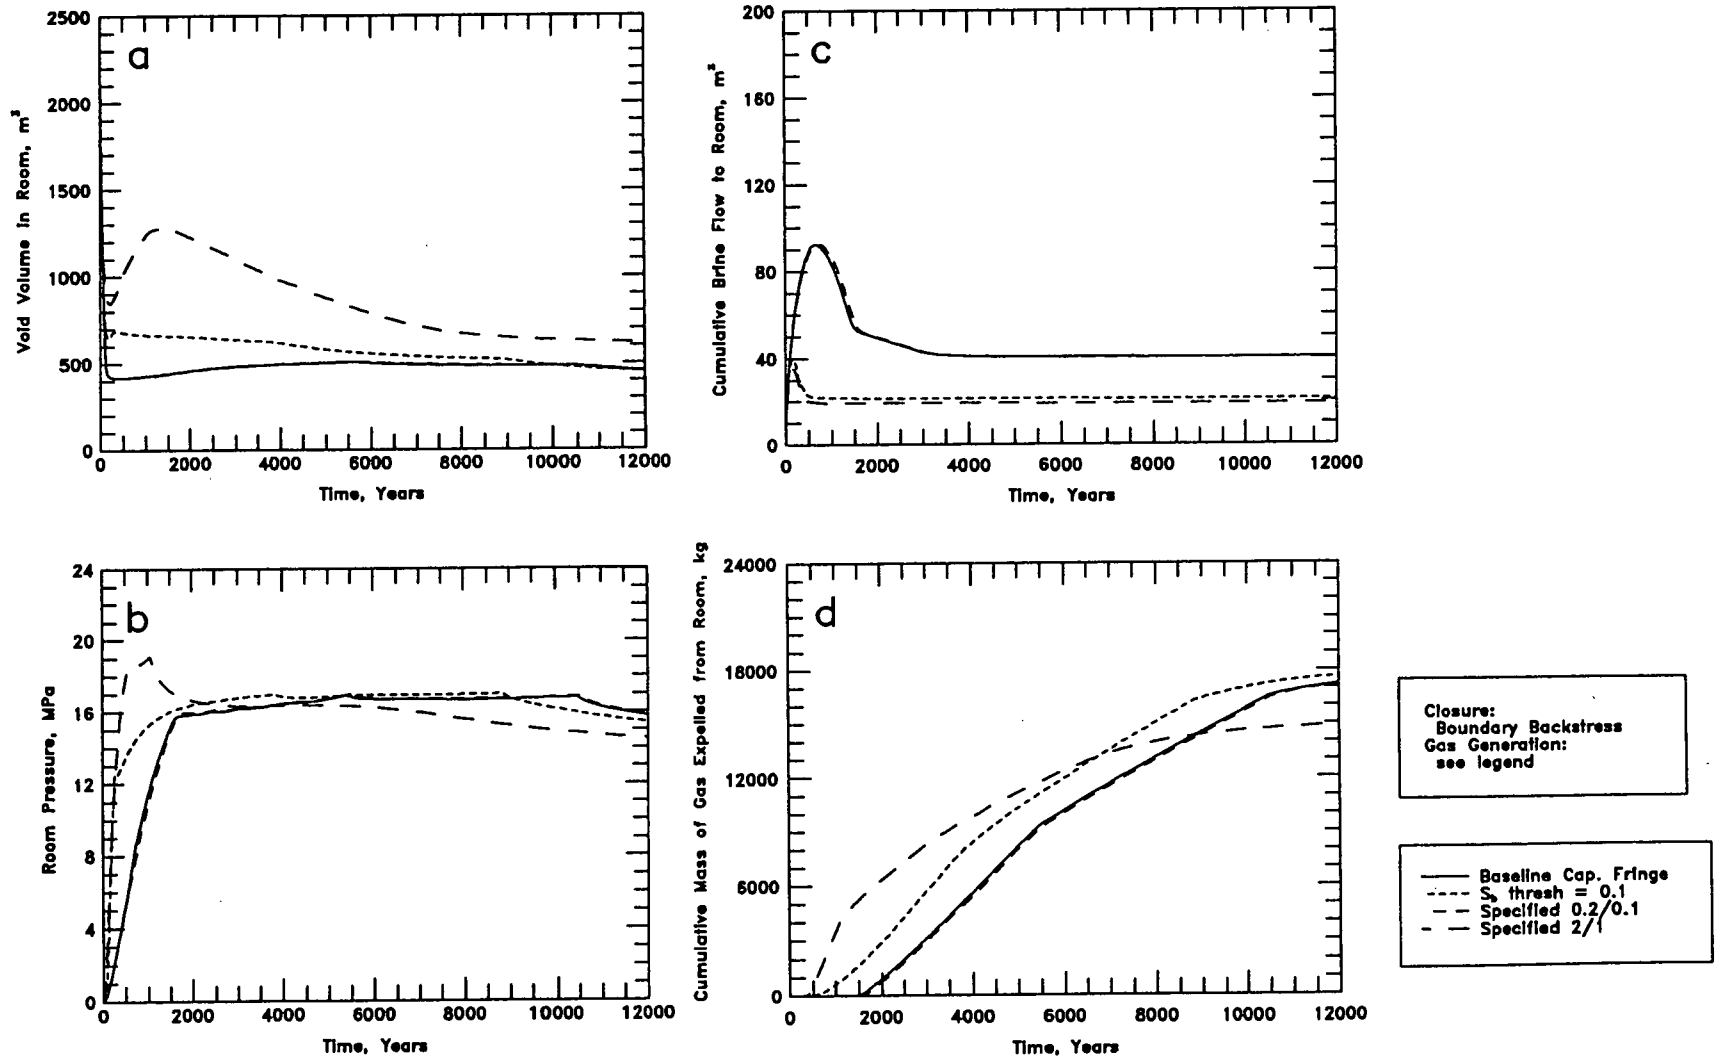 a
Void Volume in Room, m³
2500
2000
1500
1000
500
0
0 2000 4000 6000 8000 10000 12000
Time, Years
c
Cumulative Brine Flow to Room, m³
200
160
120
80
40
0
0 2000 4000 6000 8000 10000 12000
Time, Years
b
Room Pressure, MPa
24
20
16
12
8
4
0
0 2000 4000 6000 8000 10000 12000
Time, Years
d
Cumulative Mass of Gas Expelled from Room, kg
24000
18000
12000
6000
0
0 2000 4000 6000 8000 10000 12000
Time, Years
Closure:
Boundary Backstress
Gas Generation:
see legend
Baseline Cap. Fringe
S_b thresh = 0.1
Specified 0.2/0.1
Specified 2/1